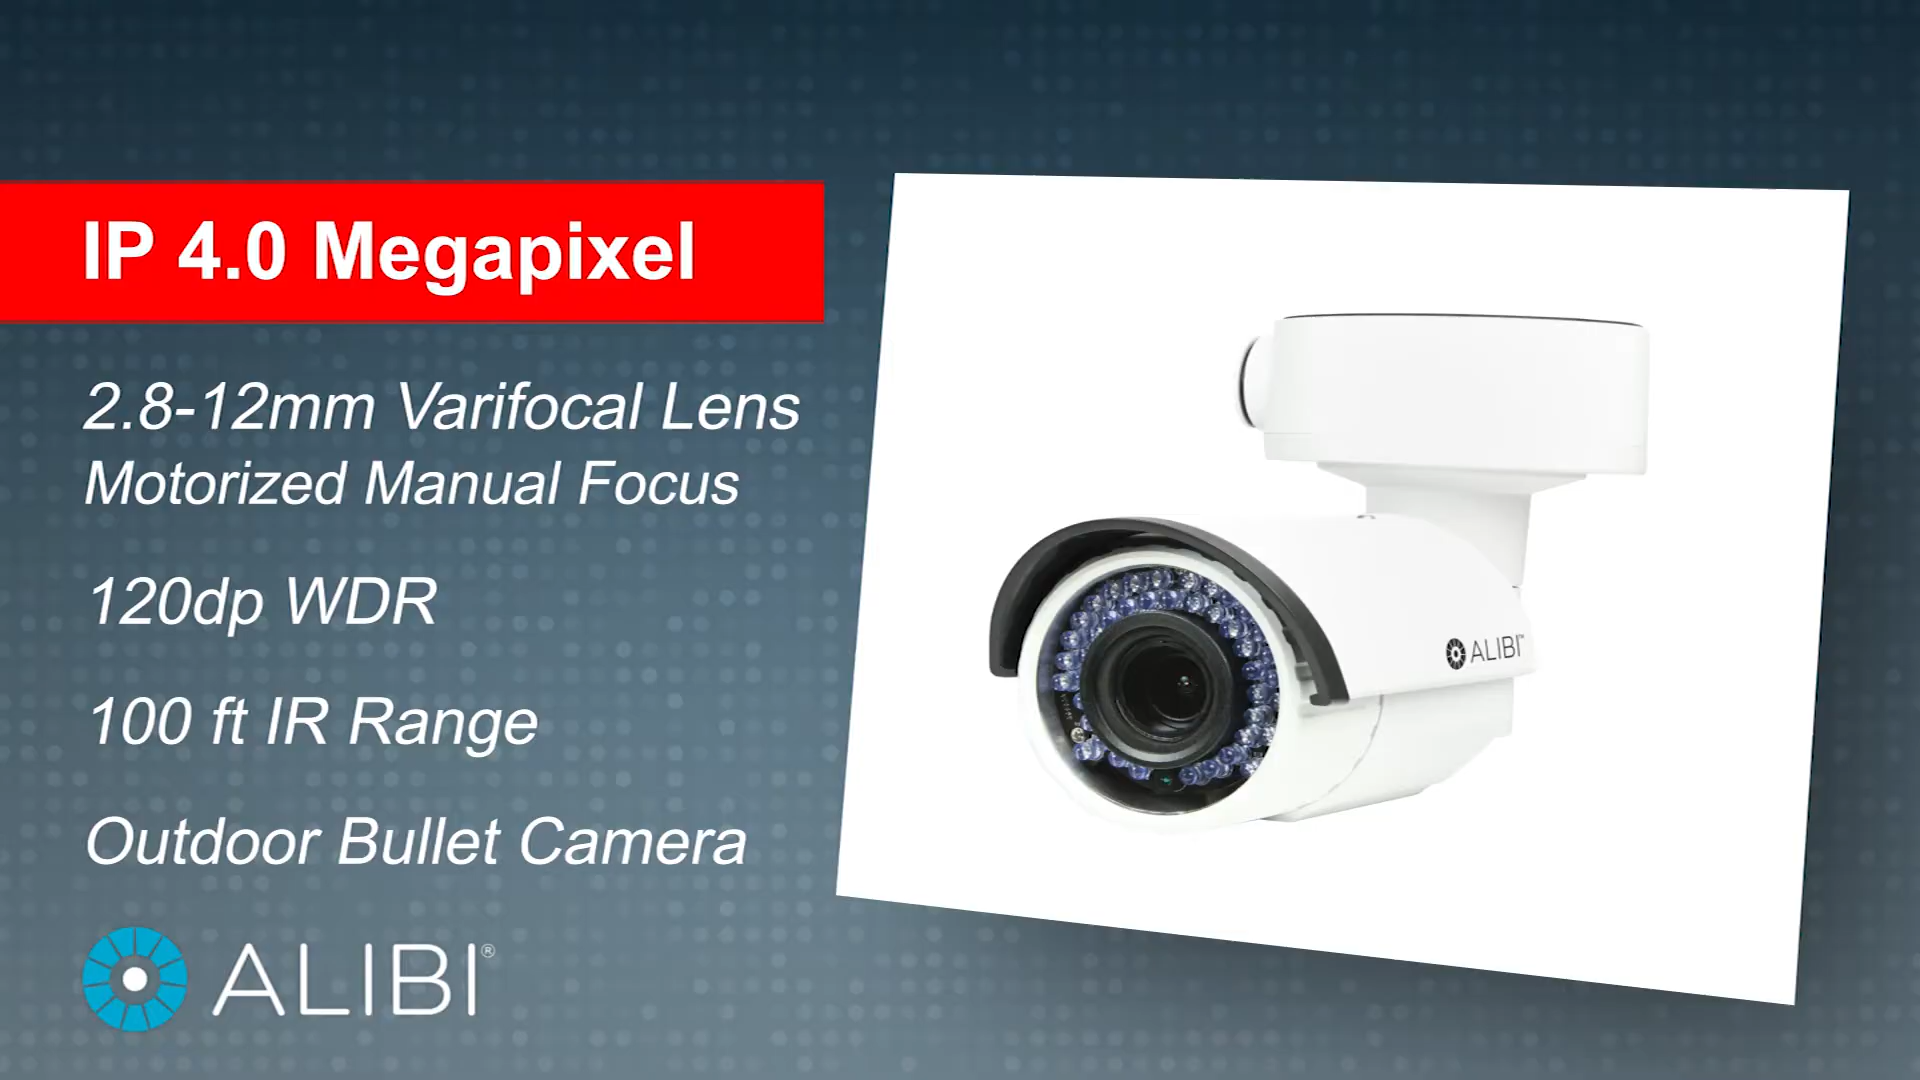 IP 4.0 Megapixel
2.8-12mm Varifocal Lens
Motorized Manual Focus
120dp WDR
100 ft IR Range
Outdoor Bullet Camera
ALIBI®
ALIBI™